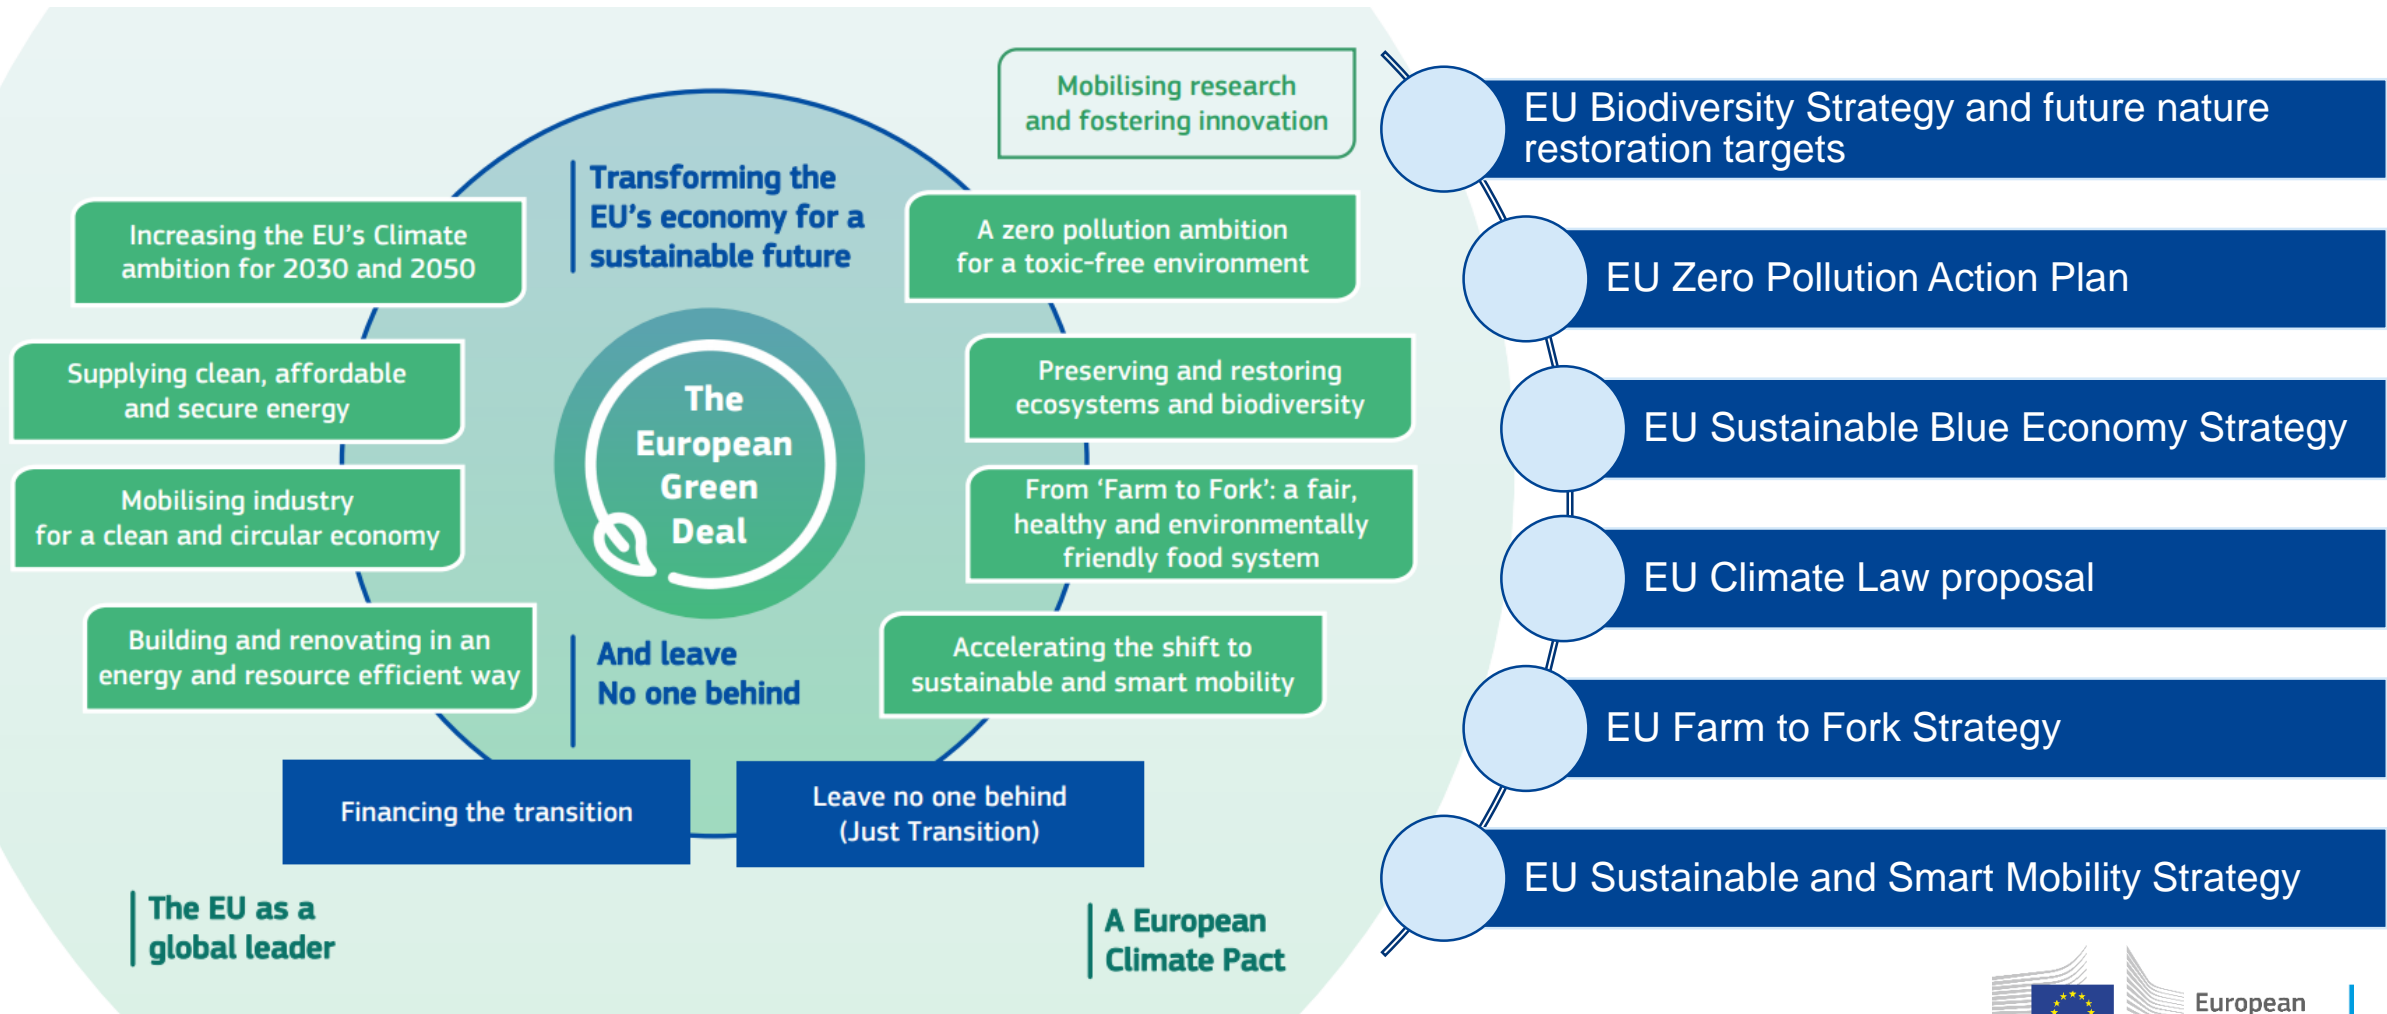 Mobilising research
and fostering innovation
Transforming the
EU's economy for a
sustainable future
Increasing the EU's Climate
ambition for 2030 and 2050
Supplying clean, affordable
and secure energy
Mobilising industry
for a clean and circular economy
Building and renovating in an
energy and resource efficient way
The
European
Green
Deal
A zero pollution ambition
for a toxic-free environment
Preserving and restoring
ecosystems and biodiversity
From ‘Farm to Fork’: a fair,
healthy and environmentally
friendly food system
Accelerating the shift to
sustainable and smart mobility
And leave
No one behind
Financing the transition
Leave no one behind
(Just Transition)
The EU as a
global leader
A European
Climate Pact
EU Biodiversity Strategy and future nature
restoration targets
EU Zero Pollution Action Plan
EU Sustainable Blue Economy Strategy
EU Climate Law proposal
EU Farm to Fork Strategy
EU Sustainable and Smart Mobility Strategy
European